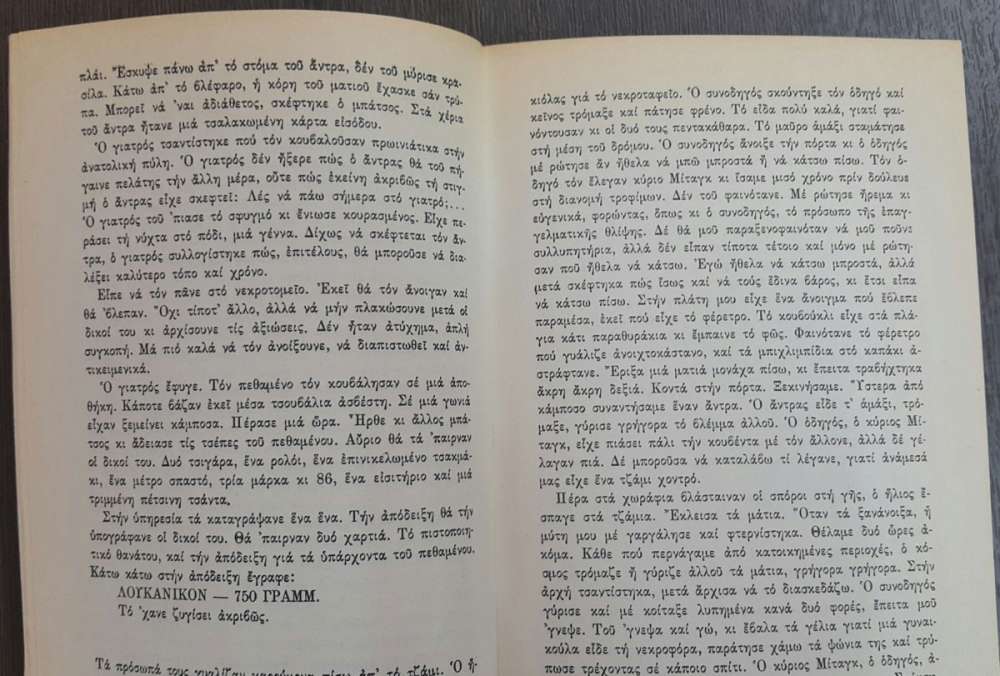 πλάι. Ἔσκυψε πάνω ἀπ' τό στόμα τοῦ ἄντρα, δέν τοῦ μύρισε κρα-
σίλα. Κάτω ἀπ' τό βλέφαρο, ἡ κόρη τοῦ ματιοῦ ἔχασκε σάν τρύ-
πα. Μπορεῖ νά 'ναι ἀδιάθετος, σκέφτηκε ὁ μπάτσος. Στά χέρια
τοῦ ἄντρα ἤτανε μιά τσαλακωμένη κάρτα εἰσόδου.
Ὁ γιατρός τσαντίστηκε πού τόν κουβαλοῦσαν πρωινιάτικα στήν
ἀνατολική πύλη. Ὁ γιατρός δέν ἤξερε πώς ὁ ἄντρας θά τοῦ πή-
γαινε πελάτης τήν ἄλλη μέρα, οὔτε πώς ἐκείνη ἀκριβῶς τή στιγ-
μή ὁ ἄντρας εἶχε σκεφτεῖ: Λές νά πάω σήμερα στό γιατρό;...
Ὁ γιατρός τοῦ 'πιασε τό σφυγμό κι ἔνιωσε κουρασμένος. Εἶχε πε-
ράσει τή νύχτα στό πόδι, μιά γέννα. Δίχως νά σκέφτεται τόν ἄν-
τρα, ὁ γιατρός συλλογίστηκε πώς, ἐπιτέλους, θά μποροῦσε νά δια-
λέξει καλύτερο τόπο καί χρόνο.
Εἶπε νά τόν πᾶνε στό νεκροτομεῖο. Ἐκεῖ θά τόν ἄνοιγαν καί
θά 'βλεπαν. Ὄχι τίποτ' ἄλλο, ἀλλά νά μήν πλακώσουνε μετά οἱ
δικοί του κι ἀρχίσουνε τίς ἀξιώσεις. Δέν ἦταν ἀτύχημα, ἁπλή
συγκοπή. Μά πιό καλά νά τόν ἀνοίξουνε, νά διαπιστωθεῖ καί ἀν-
τικειμενικά.
Ὁ γιατρός ἔφυγε. Τόν πεθαμένο τόν κουβάλησαν σέ μιά ἀπο-
θήκη. Κάποτε βάζαν ἐκεῖ μέσα τσουβάλια ἀσβέστη. Σέ μιά γωνιά
εἶχαν ξεμείνει κάμποσα. Πέρασε μιά ὥρα. Ἦρθε κι ἄλλος μπά-
τσος κι ἄδειασε τίς τσέπες τοῦ πεθαμένου. Αὔριο θά τά 'παιρναν
οἱ δικοί του. Δυό τσιγάρα, ἕνα ρολόι, ἕνα ἐπινικελωμένο τσακμά-
κι, ἕνα μέτρο σπαστό, τρία μάρκα κι 86, ἕνα εἰσιτήριο καί μιά
τριμμένη πέτσινη τσάντα.
Στήν ὑπηρεσία τά καταγράψανε ἕνα ἕνα. Τήν ἀπόδειξη θά τήν
ὑπογράφανε οἱ δικοί του. Θά 'παιρναν δυό χαρτιά. Τό πιστοποιη-
τικό θανάτου, καί τήν ἀπόδειξη γιά τά ὑπάρχοντα τοῦ πεθαμένου.
Κάτω κάτω στήν ἀπόδειξη ἔγραφε:
ΛΟΥΚΑΝΙΚΟΝ — 750 ΓΡΑΜΜ.
Τό 'χανε ζυγίσει ἀκριβῶς.
Τά πρόσωπά τους γυαλίζαν καρφωμένα πίσω ἀπ' τό τζάμι. Ὁ ἥ-
κιόλας γιά τό νεκροταφεῖο. Ὁ συνοδηγός σκούντηξε τόν ὁδηγό καί
κεῖνος τρόμαξε καί πάτησε φρένο. Τό εἶδα πολύ καλά, γιατί φαι-
νόντουσαν κι οἱ δυό τους πεντακάθαρα. Τό μαῦρο ἁμάξι σταμάτησε
στή μέση τοῦ δρόμου. Ὁ συνοδηγός ἄνοιξε τήν πόρτα κι ὁ ὁδηγός
μέ ρώτησε ἄν ἤθελα νά μπῶ μπροστά ἤ νά κάτσω πίσω. Τόν ὁ-
δηγό τόν ἔλεγαν κύριο Μίταγκ κι ἴσαμε μισό χρόνο πρίν δούλευε
στή διανομή τροφίμων. Δέν τοῦ φαινότανε. Μέ ρώτησε ἤρεμα κι
εὐγενικά, φορώντας, ὅπως κι ὁ συνοδηγός, τό πρόσωπο τῆς ἐπαγ-
γελματικῆς θλίψης. Δέ θά μοῦ παραξενοφαινόταν νά μοῦ ποῦνε
συλλυπητήρια, ἀλλά δέν εἶπαν τίποτα τέτοιο καί μόνο μέ ρώτη-
σαν ποῦ ἤθελα νά κάτσω. Ἐγώ ἤθελα νά κάτσω μπροστά, ἀλλά
μετά σκέφτηκα πώς ἴσως καί νά τούς ἔδινα βάρος, κι ἔτσι εἶπα
νά κάτσω πίσω. Στήν πλάτη μου εἶχε ἕνα ἄνοιγμα πού ἔβλεπε
παραμέσα, ἐκεῖ πού εἶχε τό φέρετρο. Τό κουβούκλι εἶχε στά πλά-
για κάτι παραθυράκια κι ἔμπαινε τό φῶς. Φαινότανε τό φέρετρο
πού γυάλιζε ἀνοιχτοκάστανο, καί τά μπιχλιμπίδια στό καπάκι ἀ-
στράφτανε. Ἔριξα μιά ματιά μονάχα πίσω, κι ἔπειτα τραβήχτηκα
ἄκρη ἄκρη δεξιά. Κοντά στήν πόρτα. Ξεκινήσαμε. Ὕστερα ἀπό
κάμποσο συναντήσαμε ἕναν ἄντρα. Ὁ ἄντρας εἶδε τ' ἁμάξι, τρό-
μαξε, γύρισε γρήγορα τό βλέμμα ἀλλοῦ. Ὁ ὁδηγός, ὁ κύριος Μί-
ταγκ, εἶχε πιάσει πάλι τήν κουβέντα μέ τόν ἄλλονε, ἀλλά δέ γέ-
λαγαν πιά. Δέ μποροῦσα νά καταλάβω τί λέγανε, γιατί ἀνάμεσά
μας εἶχε ἕνα τζάμι χοντρό.
Πέρα στά χωράφια βλάσταιναν οἱ σπόροι στή γῆς, ὁ ἥλιος ἔ-
σπαγε στά τζάμια. Ἔκλεισα τά μάτια. Ὅταν τά ξανάνοιξα, ἡ
μύτη μου μέ γαργάλησε καί φτερνίστηκα. Θέλαμε δυό ὧρες ἀ-
κόμα. Κάθε πού περνάγαμε ἀπό κατοικημένες περιοχές, ὁ κό-
σμος τρόμαζε ἤ γύριζε ἀλλοῦ τά μάτια, γρήγορα γρήγορα. Στήν
ἀρχή τσαντίστηκα, μετά ἄρχισα νά τό διασκεδάζω. Ὁ συνοδηγός
γύρισε καί μέ κοίταξε λυπημένα κανά δυό φορές, ἔπειτα μοῦ
'γνεψε. Τοῦ 'γνεψα καί γώ, κι ἔβαλα τά γέλια γιατί μιά γυναι-
κούλα εἶδε τή νεκροφόρα, παράτησε χάμω τά ψώνια της καί τρύ-
πωσε τρέχοντας σέ κάποιο σπίτι. Ὁ κύριος Μίταγκ, ὁ ὁδηγός, ἀ-